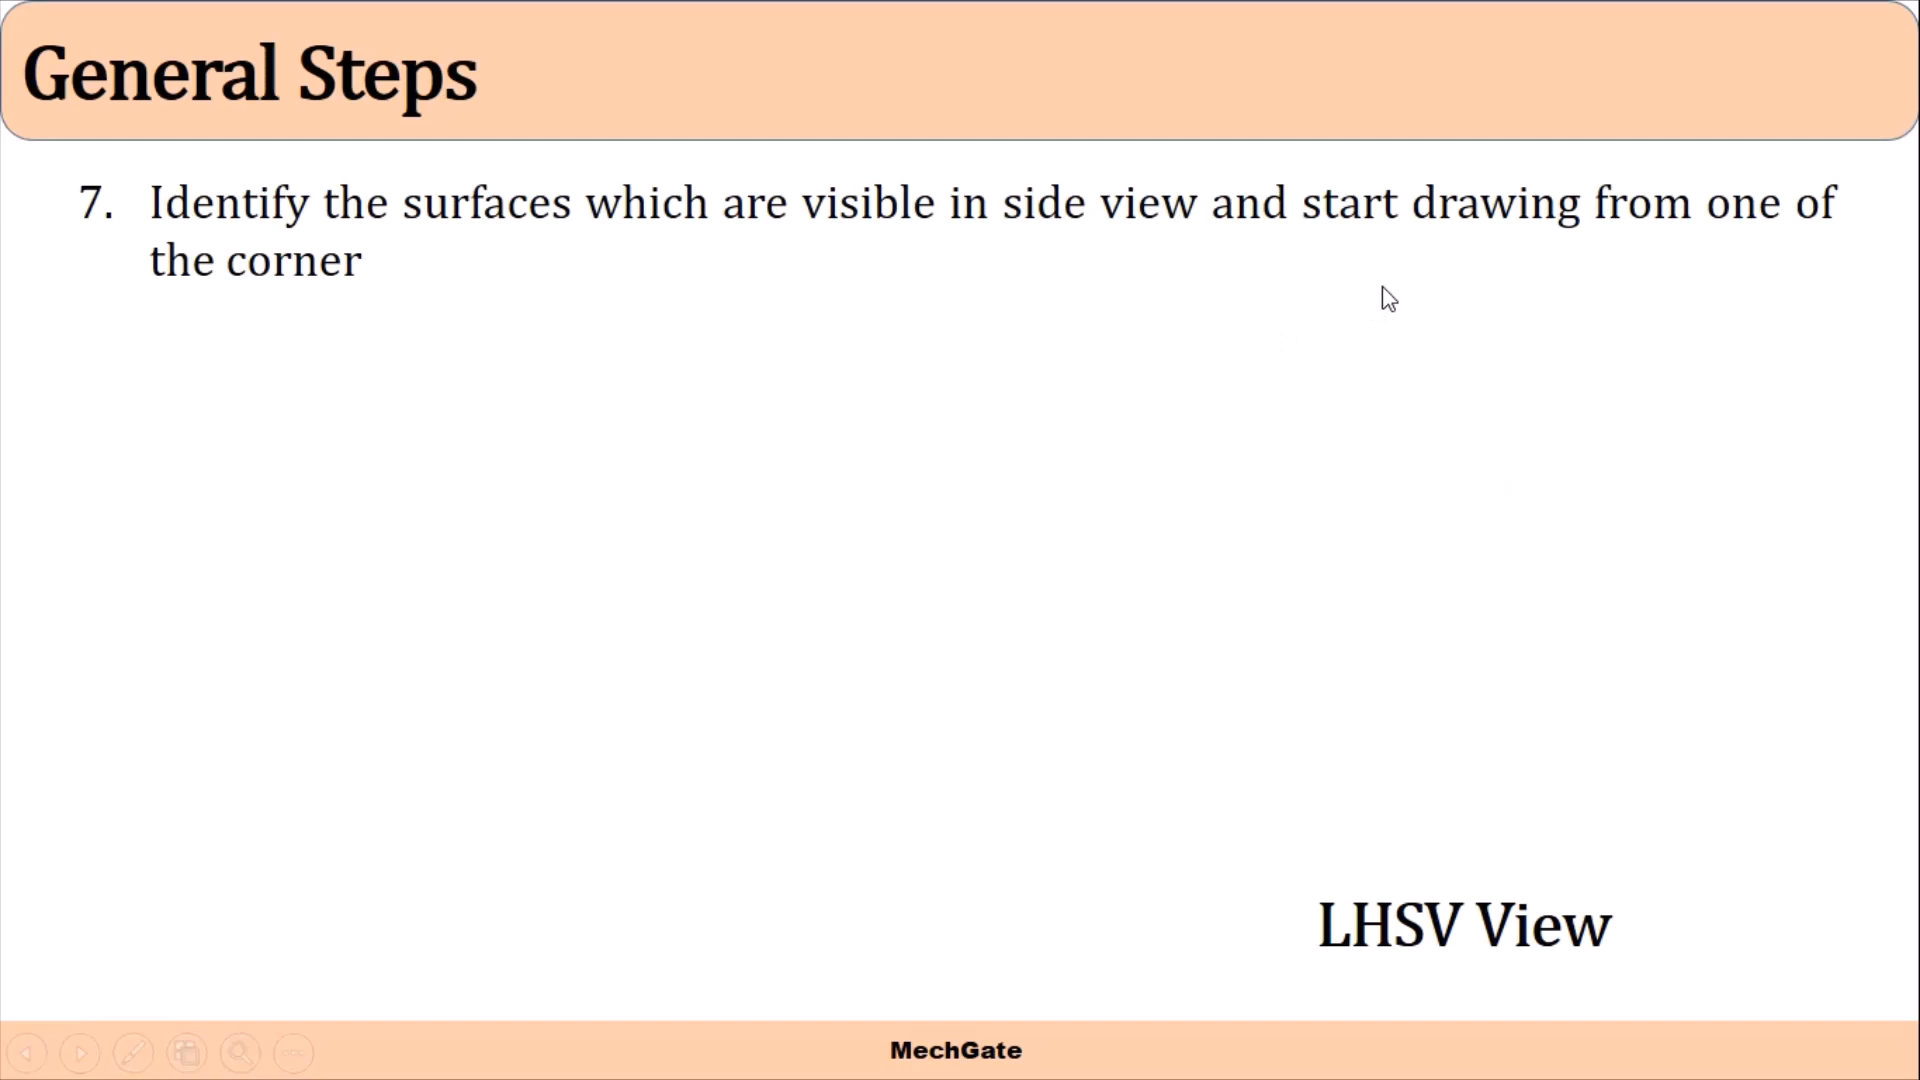 General Steps
7. Identify the surfaces which are visible in side view and start drawing from one of
the corner
LHSV View
MechGate